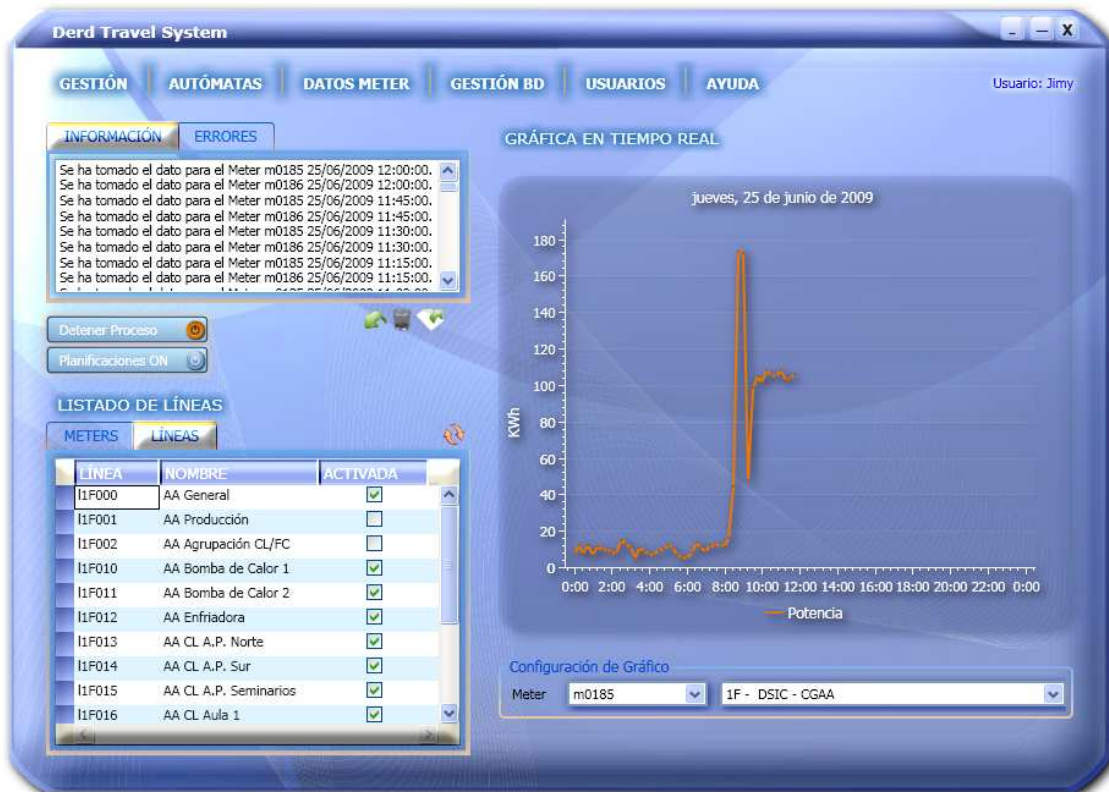 Derd Travel System
GESTIÓN AUTÓMATAS DATOS METER GESTIÓN BD USUARIOS AYUDA
Usuario: Jimy
INFORMACIÓN ERRORES
Se ha tomado el dato para el Meter m0185 25/06/2009 12:00:00.
Se ha tomado el dato para el Meter m0186 25/06/2009 12:00:00.
Se ha tomado el dato para el Meter m0185 25/06/2009 11:45:00.
Se ha tomado el dato para el Meter m0186 25/06/2009 11:45:00.
Se ha tomado el dato para el Meter m0185 25/06/2009 11:30:00.
Se ha tomado el dato para el Meter m0186 25/06/2009 11:30:00.
Se ha tomado el dato para el Meter m0185 25/06/2009 11:15:00.
Se ha tomado el dato para el Meter m0186 25/06/2009 11:15:00.
Detener Proceso
Planificaciones ON
LISTADO DE LÍNEAS
METERS LÍNEAS
LÍNEA NOMBRE ACTIVADA
l1F000 AA General
l1F001 AA Producción
l1F002 AA Agrupación CL/FC
l1F010 AA Bomba de Calor 1
l1F011 AA Bomba de Calor 2
l1F012 AA Enfriadora
l1F013 AA CL A.P. Norte
l1F014 AA CL A.P. Sur
l1F015 AA CL A.P. Seminarios
l1F016 AA CL Aula 1
GRÁFICA EN TIEMPO REAL
jueves, 25 de junio de 2009
180
160
140
120
100
80
60
40
20
0
KWh
0:00 2:00 4:00 6:00 8:00 10:00 12:00 14:00 16:00 18:00 20:00 22:00 0:00
Potencia
Configuración de Gráfico
Meter m0185 1F - DSIC - CGAA